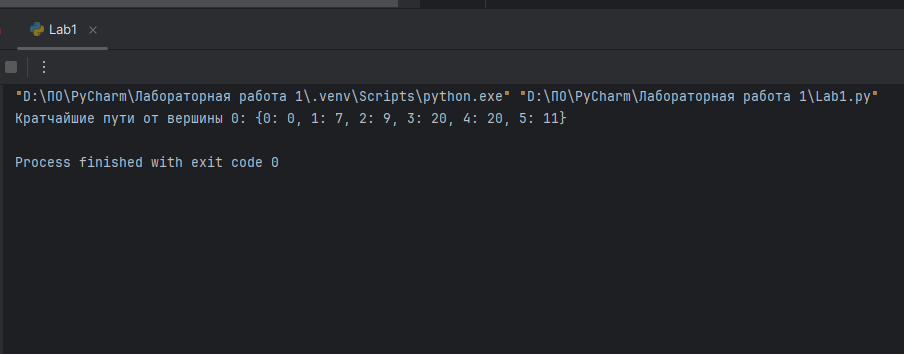 Lab1
"D:\ПО\PyCharm\Лабораторная работа 1\.venv\Scripts\python.exe" "D:\ПО\PyCharm\Лабораторная работа 1\Lab1.py"
Кратчайшие пути от вершины 0: {0: 0, 1: 7, 2: 9, 3: 20, 4: 20, 5: 11}
Process finished with exit code 0